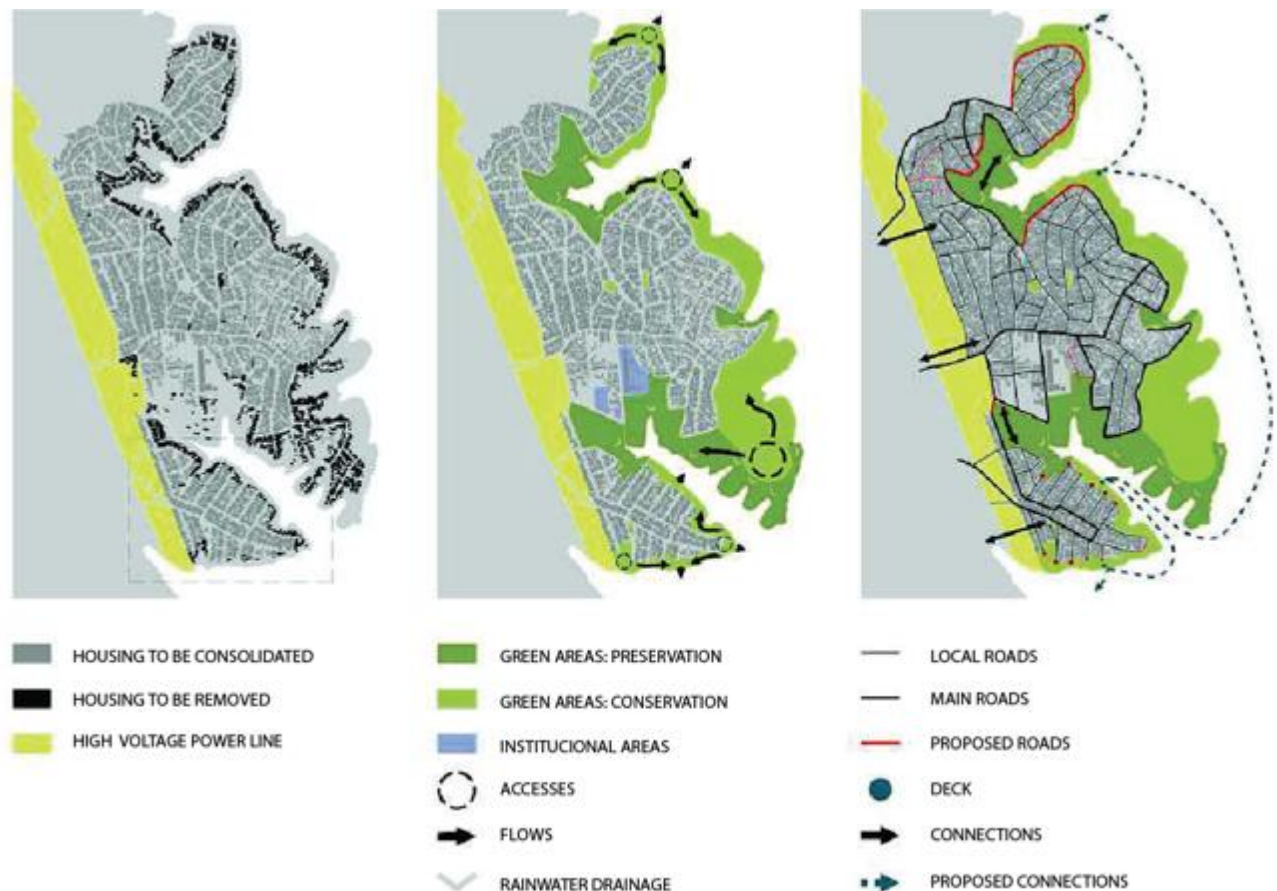 HOUSING TO BE CONSOLIDATED
HOUSING TO BE REMOVED
HIGH VOLTAGE POWER LINE
GREEN AREAS: PRESERVATION
GREEN AREAS: CONSERVATION
INSTITUCIONAL AREAS
ACCESSES
FLOWS
RAINWATER DRAINAGE
LOCAL ROADS
MAIN ROADS
PROPOSED ROADS
DECK
CONNECTIONS
PROPOSED CONNECTIONS